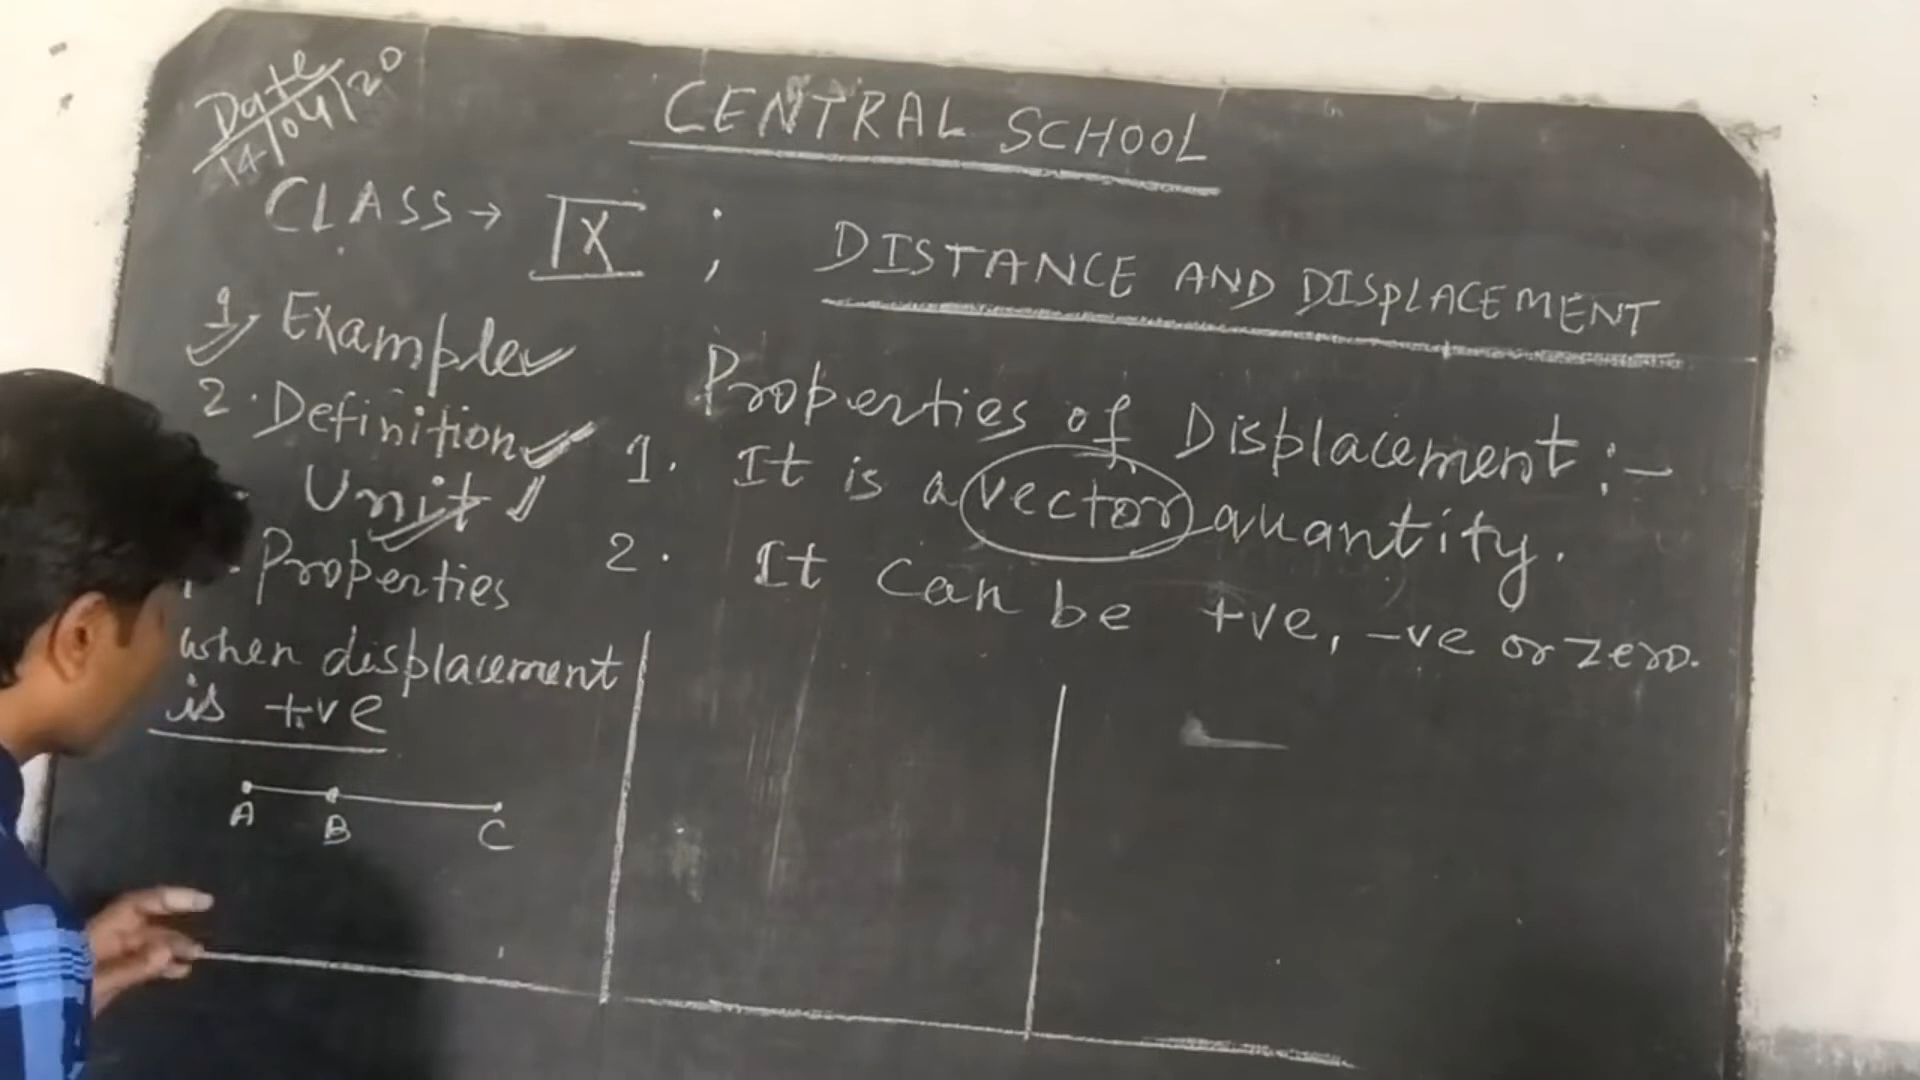 Date
14/04/20
CENTRAL SCHOOL
CLASS → IX ; DISTANCE AND DISPLACEMENT
1. Example
2. Definition
Unit
Properties
Properties of Displacement :-
1. It is a vector quantity.
2. It can be +ve, -ve or zero.
when displacement
is +ve
A B C